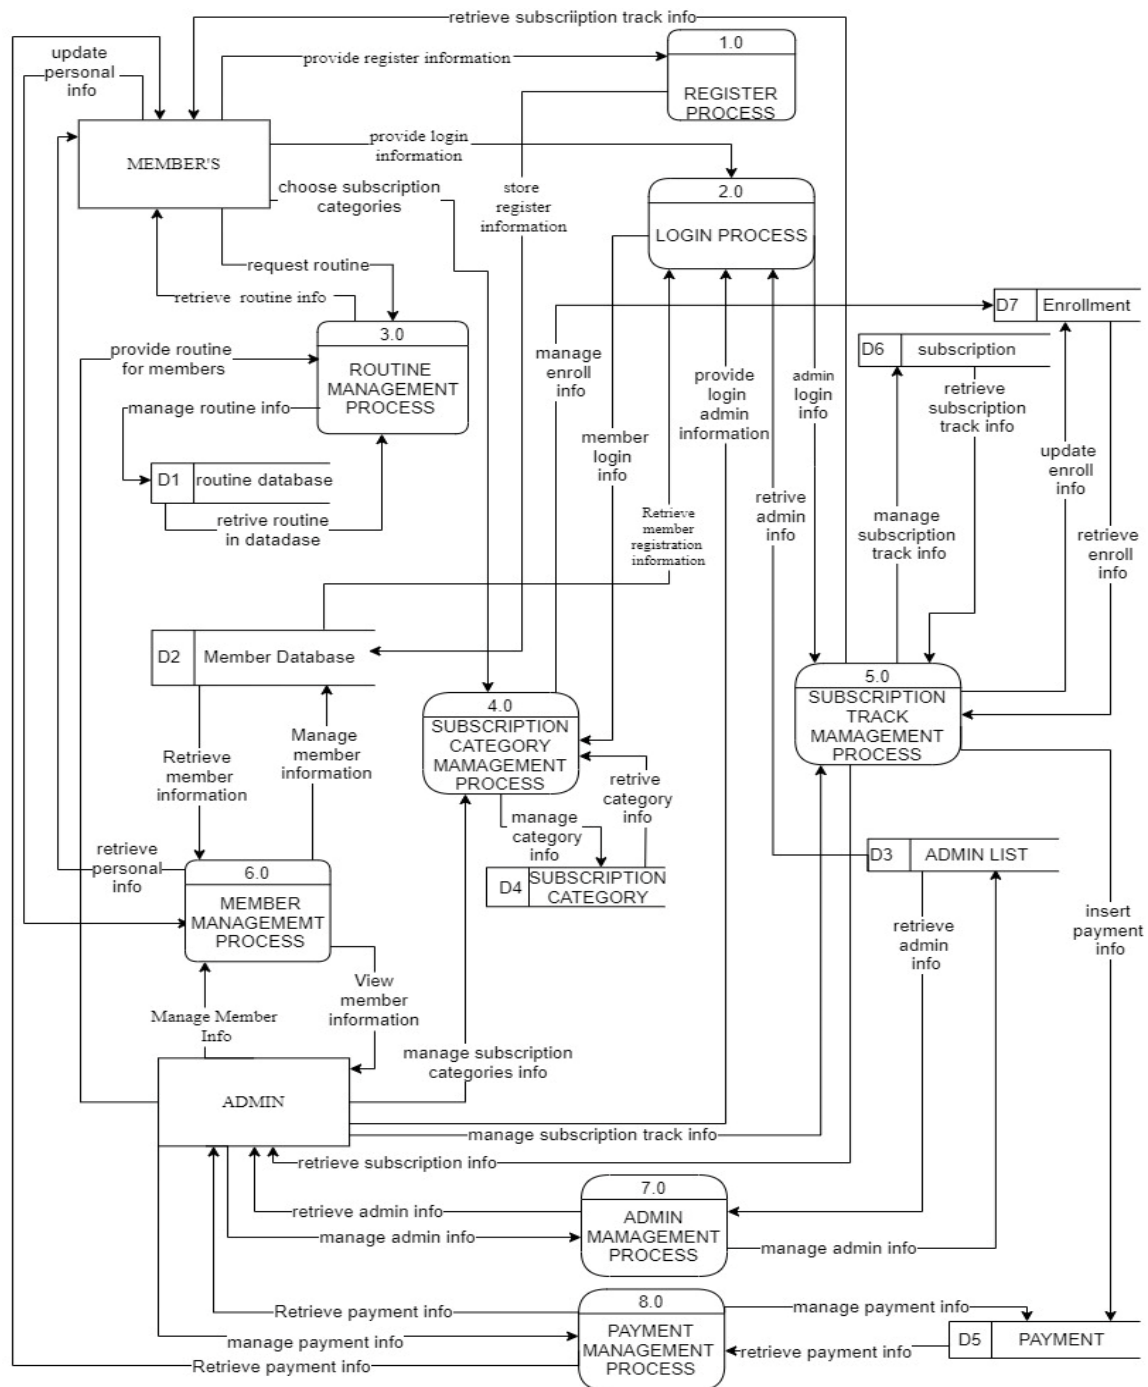 retrieve subscriiption track info
update
personal
info
provide register information
1.0
REGISTER
PROCESS
MEMBER'S
provide login
information
choose subscription
categories
store
register
information
2.0
LOGIN PROCESS
request routine
retrieve routine info
D7 Enrollment
3.0
ROUTINE
MANAGEMENT
PROCESS
provide routine
for members
manage routine info
D1 routine database
retrive routine
in datadase
manage
enroll
info
member
login
info
provide
login
admin
information
admin
login
info
D6 subscription
retrieve
subscription
track info
update
enroll
info
retrive
admin
info
manage
subscription
track info
retrieve
enroll
info
Retrieve
member
registration
information
D2 Member Database
Retrieve
member
information
Manage
member
information
4.0
SUBSCRIPTION
CATEGORY
MAMAGEMENT
PROCESS
5.0
SUBSCRIPTION
TRACK
MAMAGEMENT
PROCESS
retrive
category
info
manage
category
info
D4 SUBSCRIPTION
CATEGORY
D3 ADMIN LIST
retrieve
personal
info
6.0
MEMBER
MANAGEMEMT
PROCESS
retrieve
admin
info
insert
payment
info
View
member
information
Manage Member
Info
manage subscription
categories info
ADMIN
manage subscription track info
retrieve subscription info
7.0
ADMIN
MAMAGEMENT
PROCESS
retrieve admin info
manage admin info
manage admin info
8.0
PAYMENT
MANAGEMENT
PROCESS
Retrieve payment info
manage payment info
Retrieve payment info
manage payment info
retrieve payment info
D5 PAYMENT